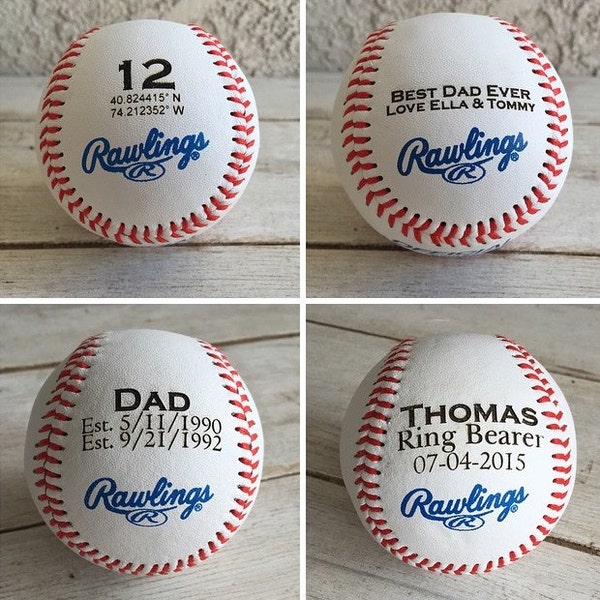 12
40.824415° N
74.212352° W
Rawlings®
R
BEST DAD EVER
LOVE ELLA & TOMMY
Rawlings®
R
DAD
Est. 5/11/1990
Est. 9/21/1992
Rawlings®
R
THOMAS
Ring Bearer
07-04-2015
Rawlings®
R